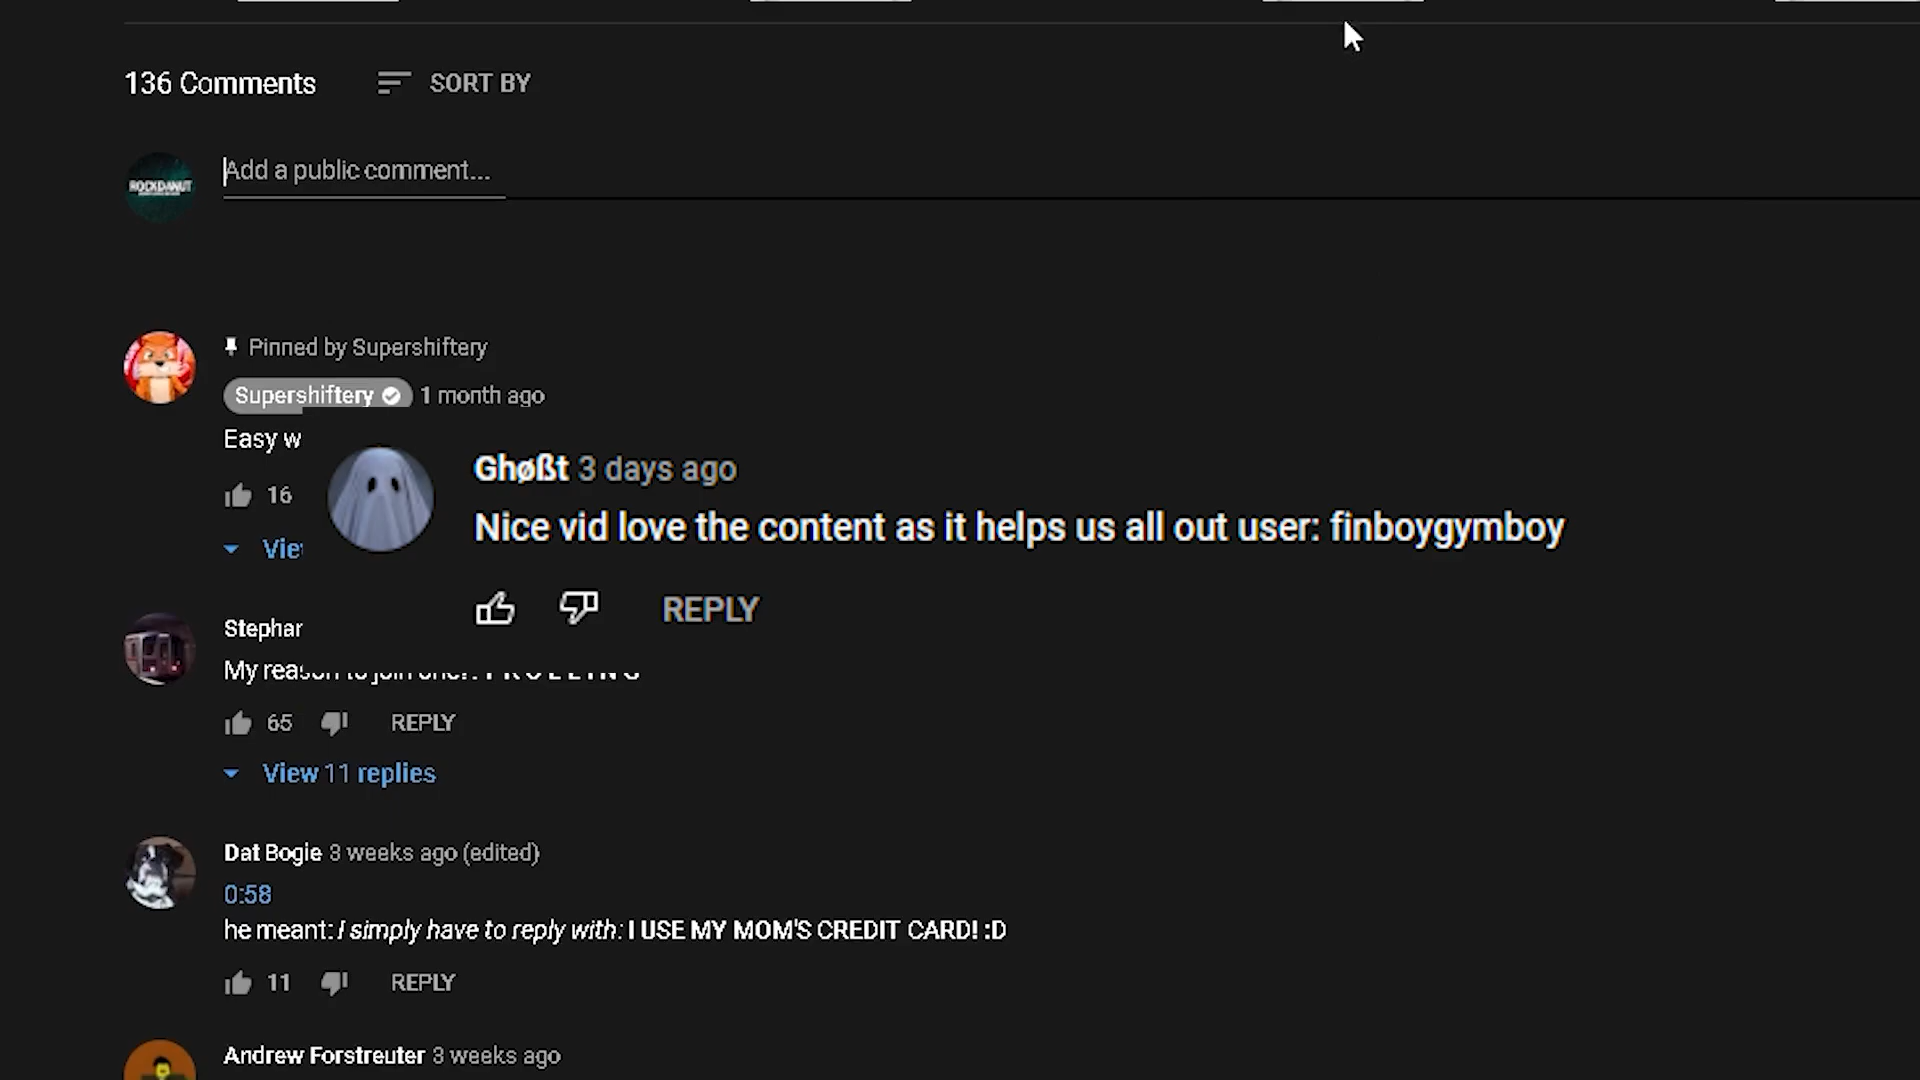 136 Comments
SORT BY
ROCKDANUT
Add a public comment...
Pinned by Supershiftery
Supershiftery 1 month ago
Easy w
16
Ghøßt 3 days ago
Nice vid love the content as it helps us all out user: finboygymboy
REPLY
Stephar
My reason to join
65 REPLY
View 11 replies
Dat Bogie 3 weeks ago (edited)
0:58
he meant: I simply have to reply with: I USE MY MOM'S CREDIT CARD! :D
11 REPLY
Andrew Forstreuter 3 weeks ago